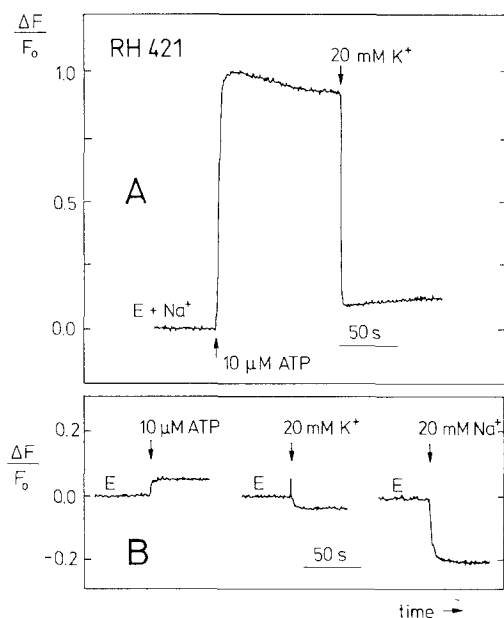 ΔF
F₀
RH 421
20 mM K⁺
1.0
A
0.5
E + Na⁺
50 s
0.0
10 μM ATP
0.2
10 μM ATP
20 mM K⁺
20 mM Na⁺
ΔF
F₀
E
E
E
0.0
B
50 s
-0.2
time →